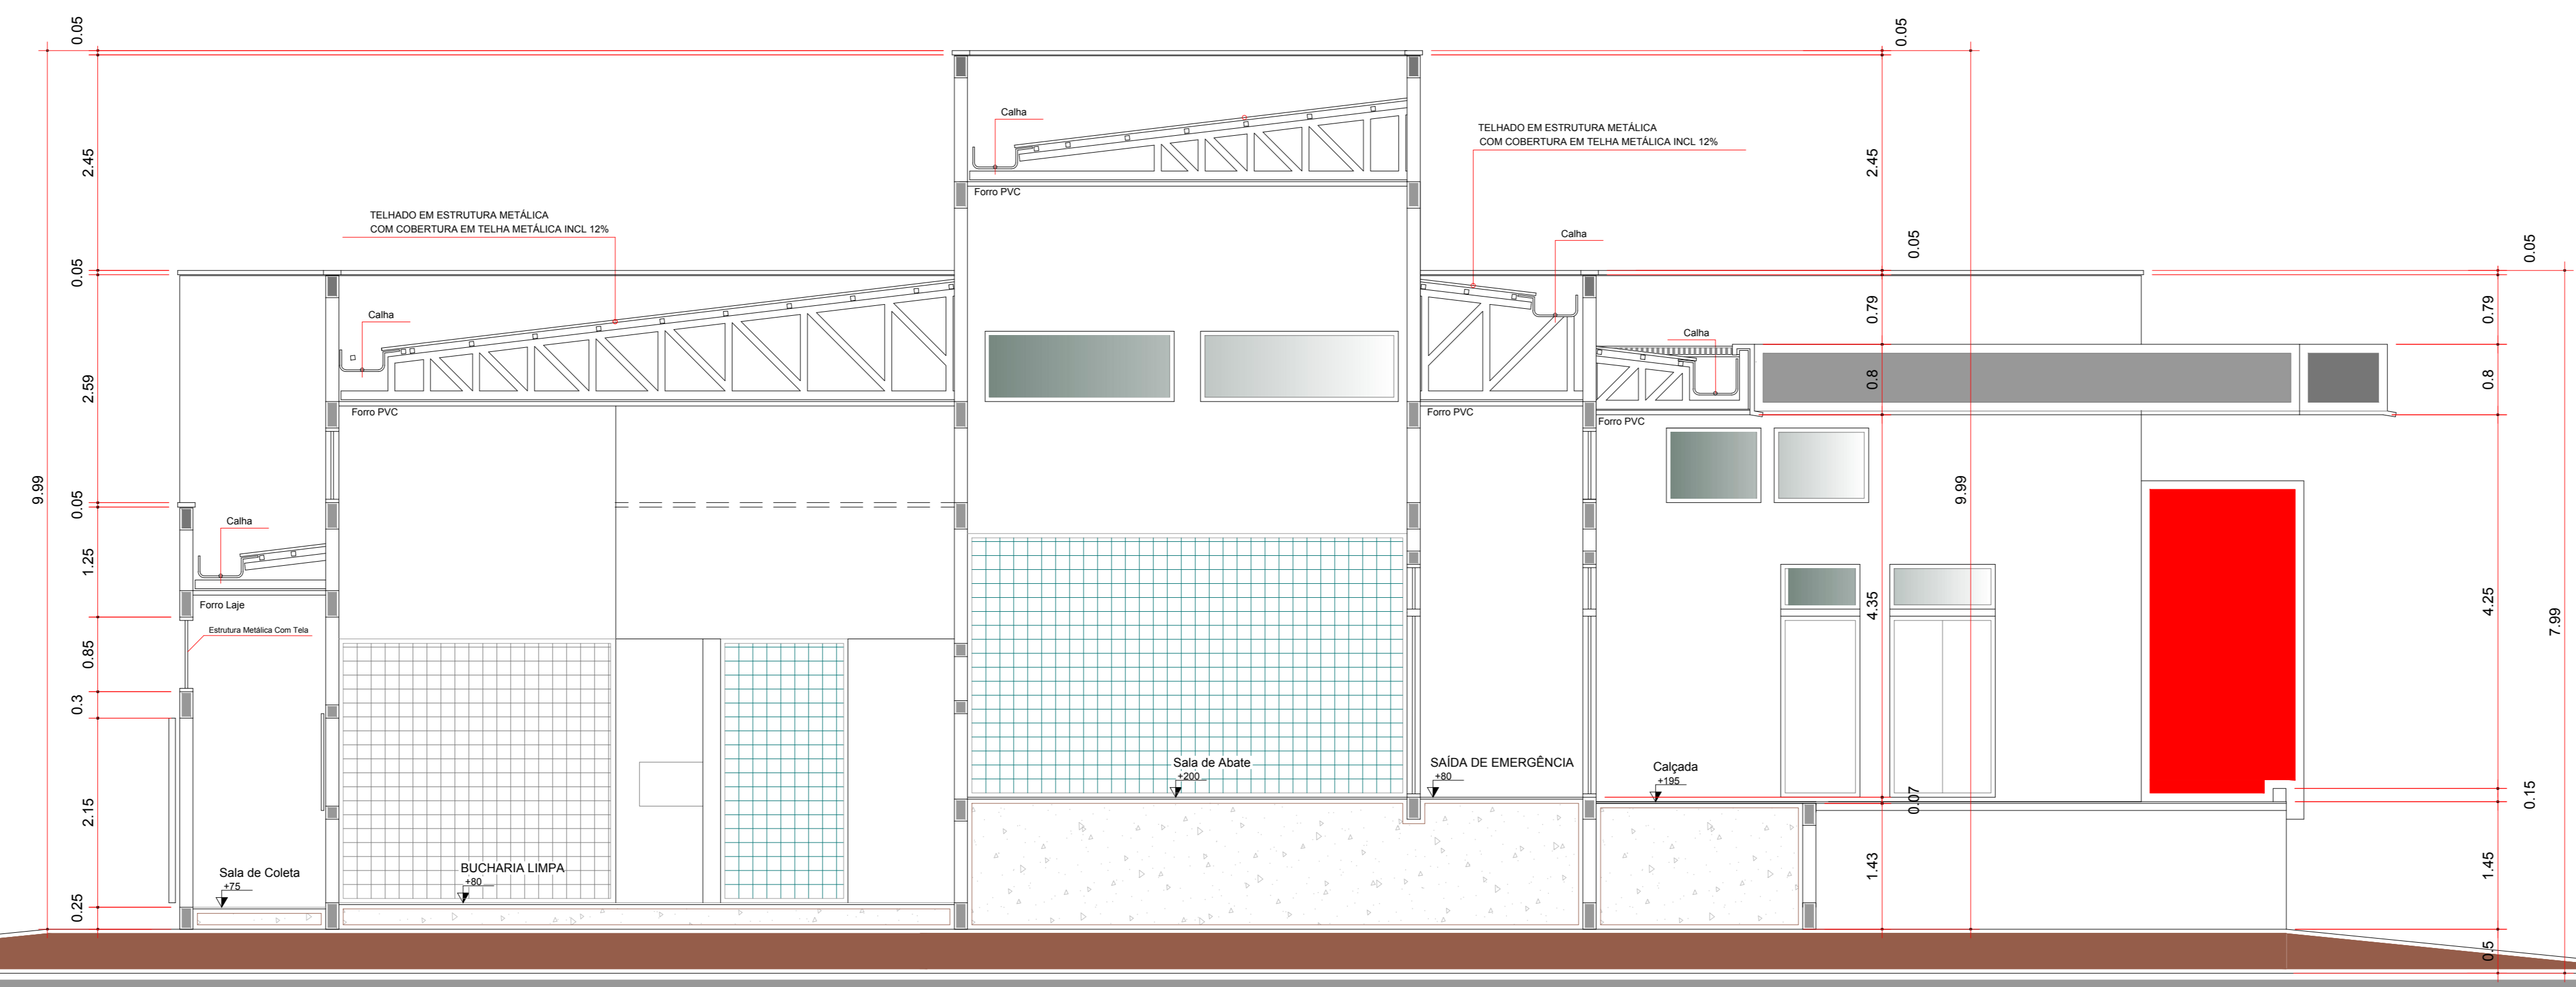 0.05
2.45
0.05
2.59
0.05
1.25
0.85
0.3
2.15
0.25
9.99
TELHADO EM ESTRUTURA METÁLICA
COM COBERTURA EM TELHA METÁLICA INCL 12%
Calha
Forro PVC
Calha
Forro Laje
Estrutura Metálica Com Tela
Sala de Coleta
+75
BUCHARIA LIMPA
+80
Calha
Forro PVC
Sala de Abate
+200
TELHADO EM ESTRUTURA METÁLICA
COM COBERTURA EM TELHA METÁLICA INCL 12%
Calha
Forro PVC
SAÍDA DE EMERGÊNCIA
+80
Calha
Forro PVC
Calçada
+195
0.05
2.45
0.05
0.79
0.8
4.35
0.07
1.43
9.99
0.05
0.79
0.8
4.25
0.15
1.45
0.5
7.99